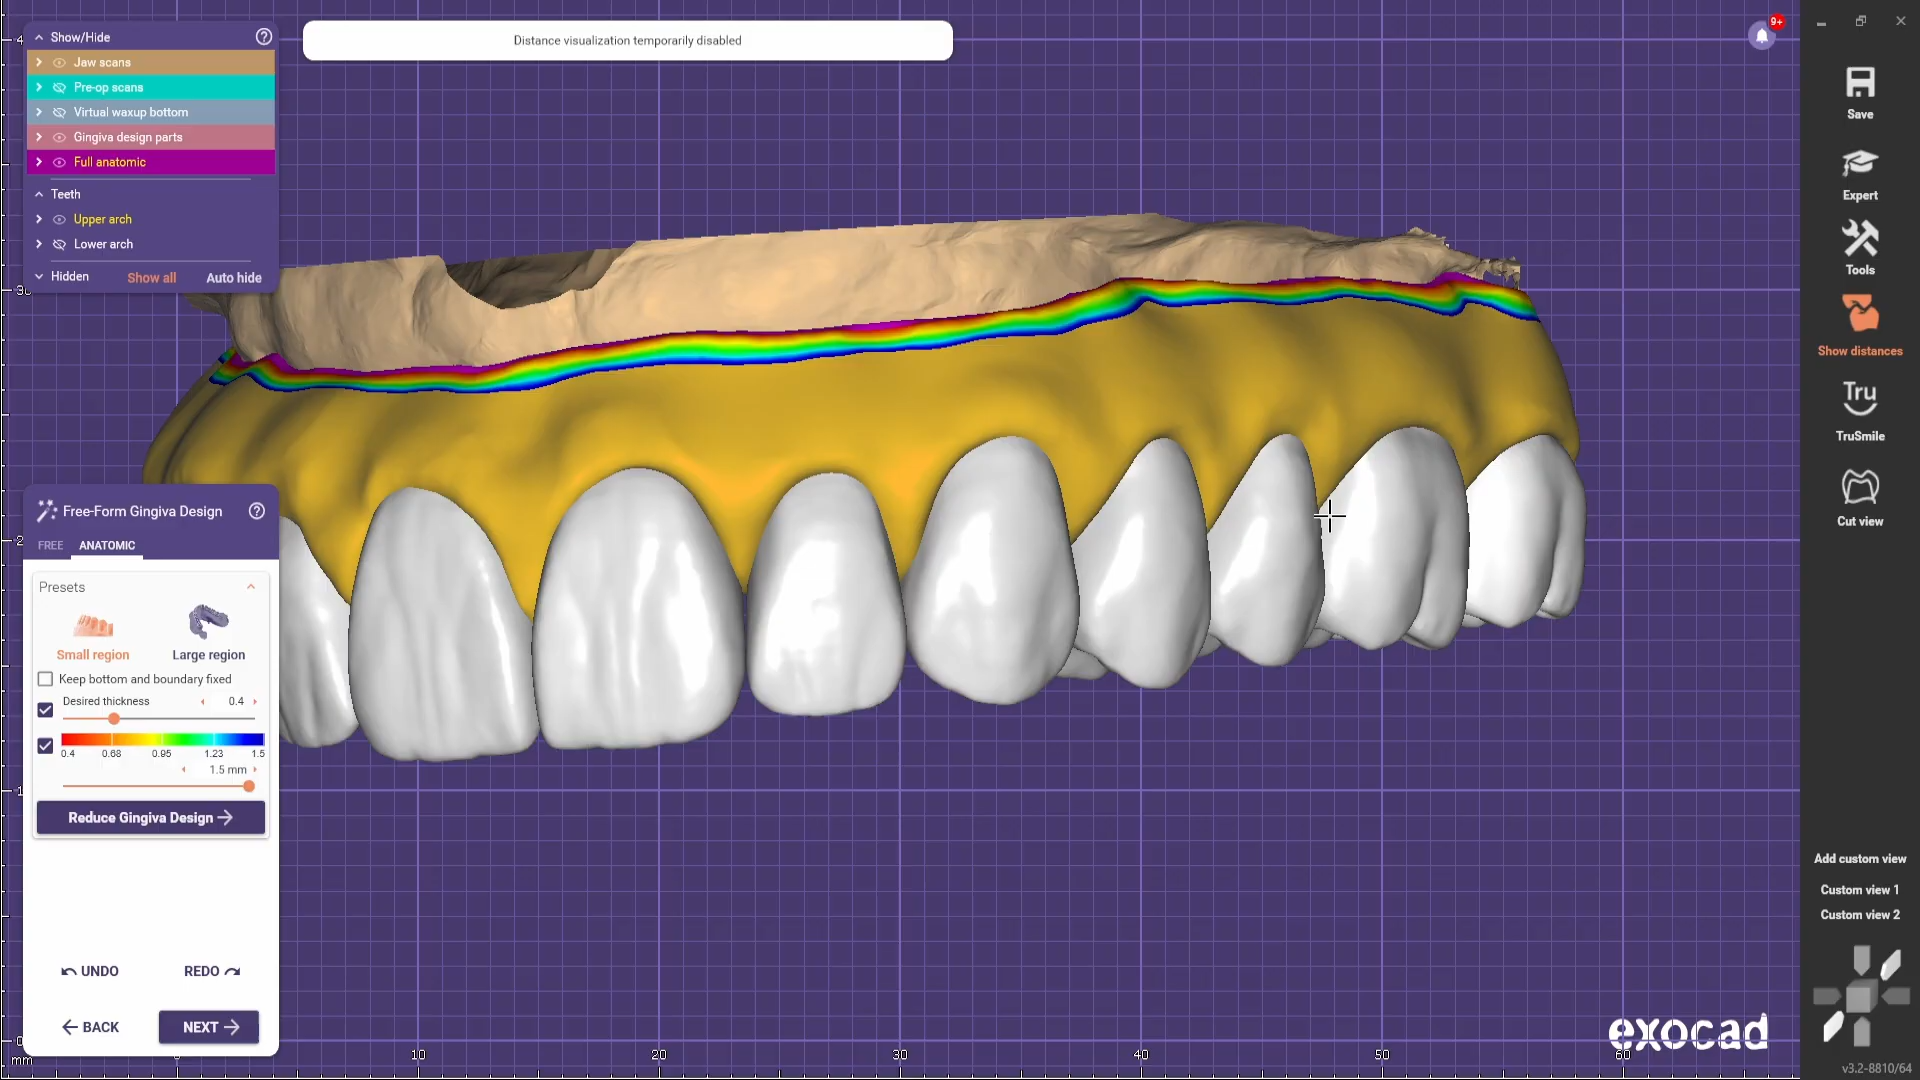 Show/Hide
Jaw scans
Pre-op scans
Virtual waxup bottom
Gingiva design parts
Full anatomic
Teeth
Upper arch
Lower arch
Hidden Show all Auto hide
Distance visualization temporarily disabled
9+
Save
Expert
Tools
Show distances
Tru
TruSmile
Cut view
Add custom view
Custom view 1
Custom view 2
Free-Form Gingiva Design
FREE ANATOMIC
Presets
Small region Large region
Keep bottom and boundary fixed
Desired thickness 0.4
0.4 0.68 0.95 1.23 1.5
1.5 mm
Reduce Gingiva Design
UNDO REDO
BACK NEXT
mm 10 20 30 40 50 60
exocad
v3.2-8810/64